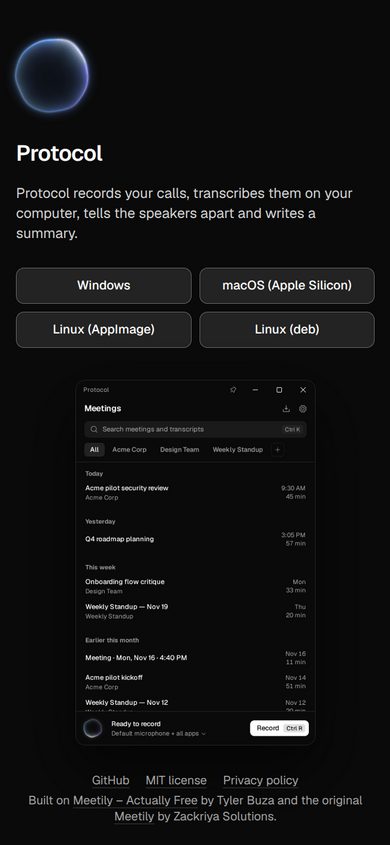 Protocol
Protocol records your calls, transcribes them on your
computer, tells the speakers apart and writes a
summary.
Windows
macOS (Apple Silicon)
Linux (AppImage)
Linux (deb)
Protocol
Meetings
Search meetings and transcripts
Ctrl K
All Acme Corp Design Team Weekly Standup +
Today
Acme pilot security review 9:30 AM
Acme Corp 45 min
Yesterday
Q4 roadmap planning 3:05 PM
57 min
This week
Onboarding flow critique Mon
Design Team 33 min
Weekly Standup — Nov 19 Thu
Weekly Standup 20 min
Earlier this month
Meeting · Mon, Nov 16 · 4:40 PM Nov 16
11 min
Acme pilot kickoff Nov 14
Acme Corp 51 min
Weekly Standup — Nov 12 Nov 12
Weekly Standup 20 min
Ready to record
Default microphone + all apps
Record Ctrl R
GitHub MIT license Privacy policy
Built on Meetily – Actually Free by Tyler Buza and the original
Meetily by Zackriya Solutions.